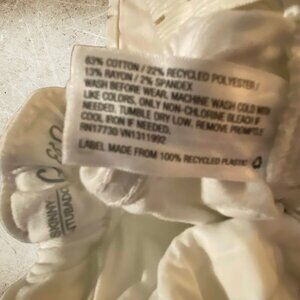 63% COTTON / 22% RECYCLED POLYESTER /
13% RAYON / 2% SPANDEX
WASH BEFORE WEAR. MACHINE WASH COLD WITH
LIKE COLORS, ONLY NON-CHLORINE BLEACH IF
NEEDED, TUMBLE DRY LOW. REMOVE PROMPTLY.
COOL IRON IF NEEDED.
RN17730 VN1311992
LABEL MADE FROM 100% RECYCLED PLASTIC
SKINNY